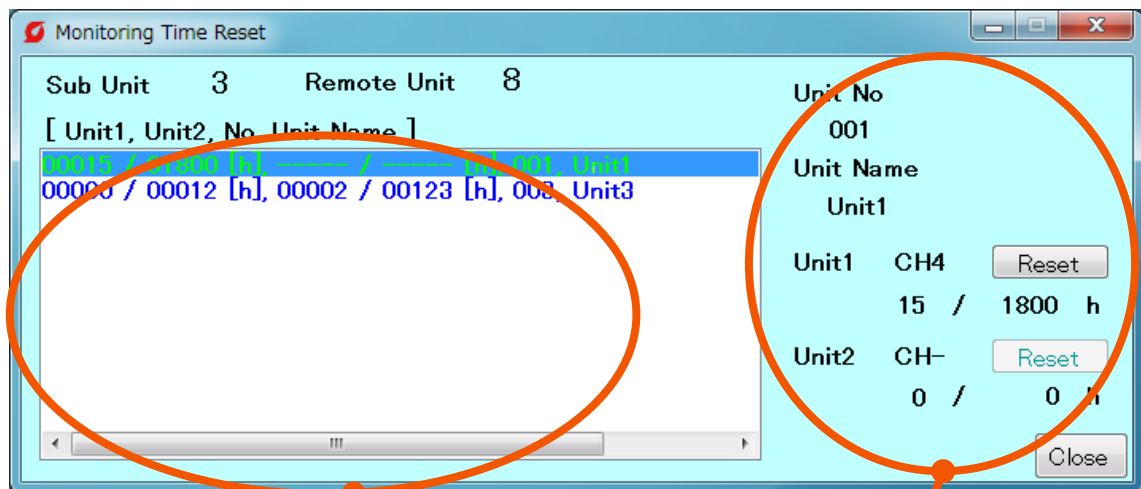 Monitoring Time Reset
Sub Unit 3 Remote Unit 8
[ Unit1, Unit2, No, Unit Name ]
00015 / 01800 [h], ----- / ----- [h], 001, Unit1
00000 / 00012 [h], 00002 / 00123 [h], 003, Unit3
Unit No
001
Unit Name
Unit1
Unit1 CH4 Reset
15 / 1800 h
Unit2 CH- Reset
0 / 0 h
Close